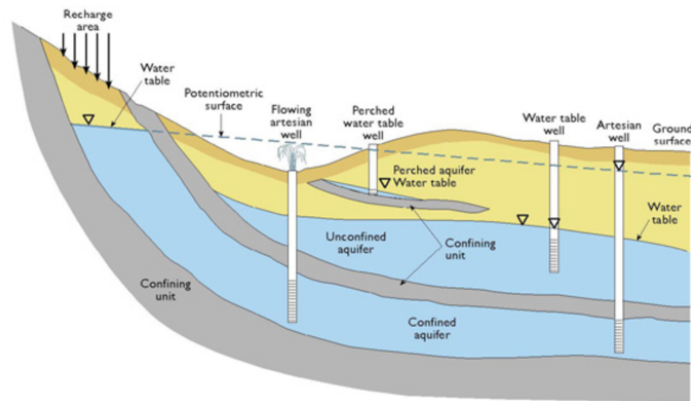 Recharge
area
Water
table
Potentiometric
surface
Flowing
artesian
well
Perched
water table
well
Water table
well
Artesian
well
Ground
surface
Perched aquifer
Water table
Water
table
Unconfined
aquifer
Confining
unit
Confining
unit
Confined
aquifer